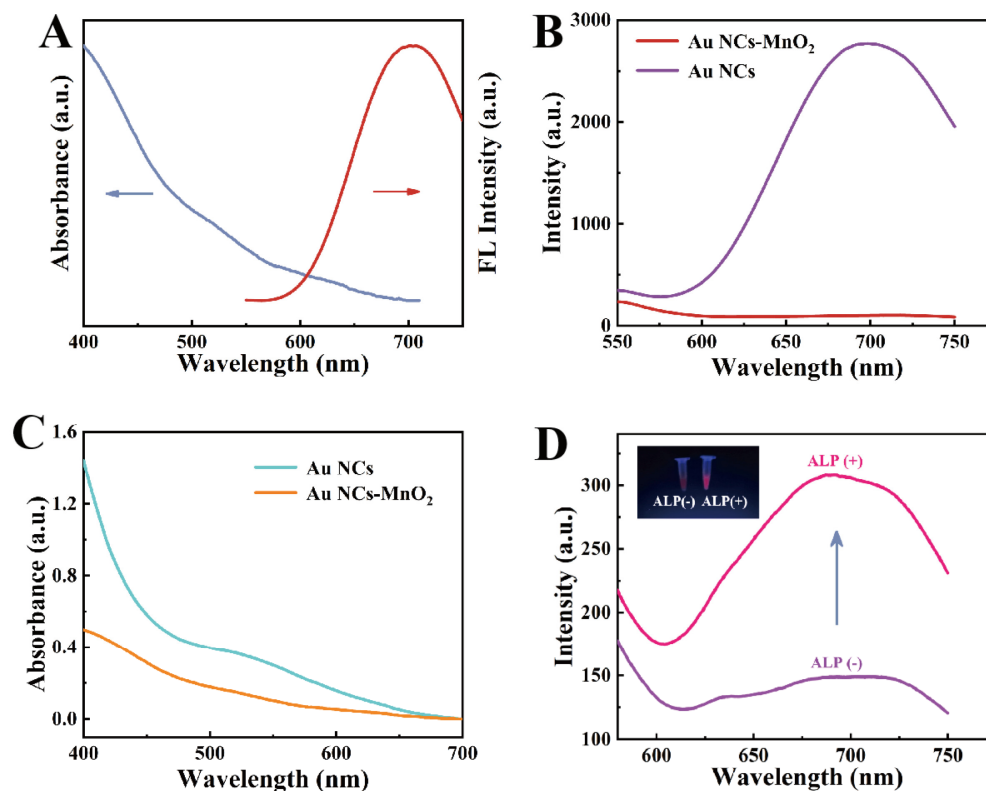 A
Absorbance (a.u.)
FL Intensity (a.u.)
400 500 600 700
Wavelength (nm)
B
Au NCs-MnO₂
Au NCs
Intensity (a.u.)
3000
2000
1000
0
550 600 650 700 750
Wavelength (nm)
C
Au NCs
Au NCs-MnO₂
Absorbance (a.u.)
1.6
1.2
0.8
0.4
0.0
400 500 600 700
Wavelength (nm)
D
ALP (+)
ALP(-) ALP(+)
ALP (-)
Intensity (a.u.)
350
300
250
200
150
100
600 650 700 750
Wavelength (nm)